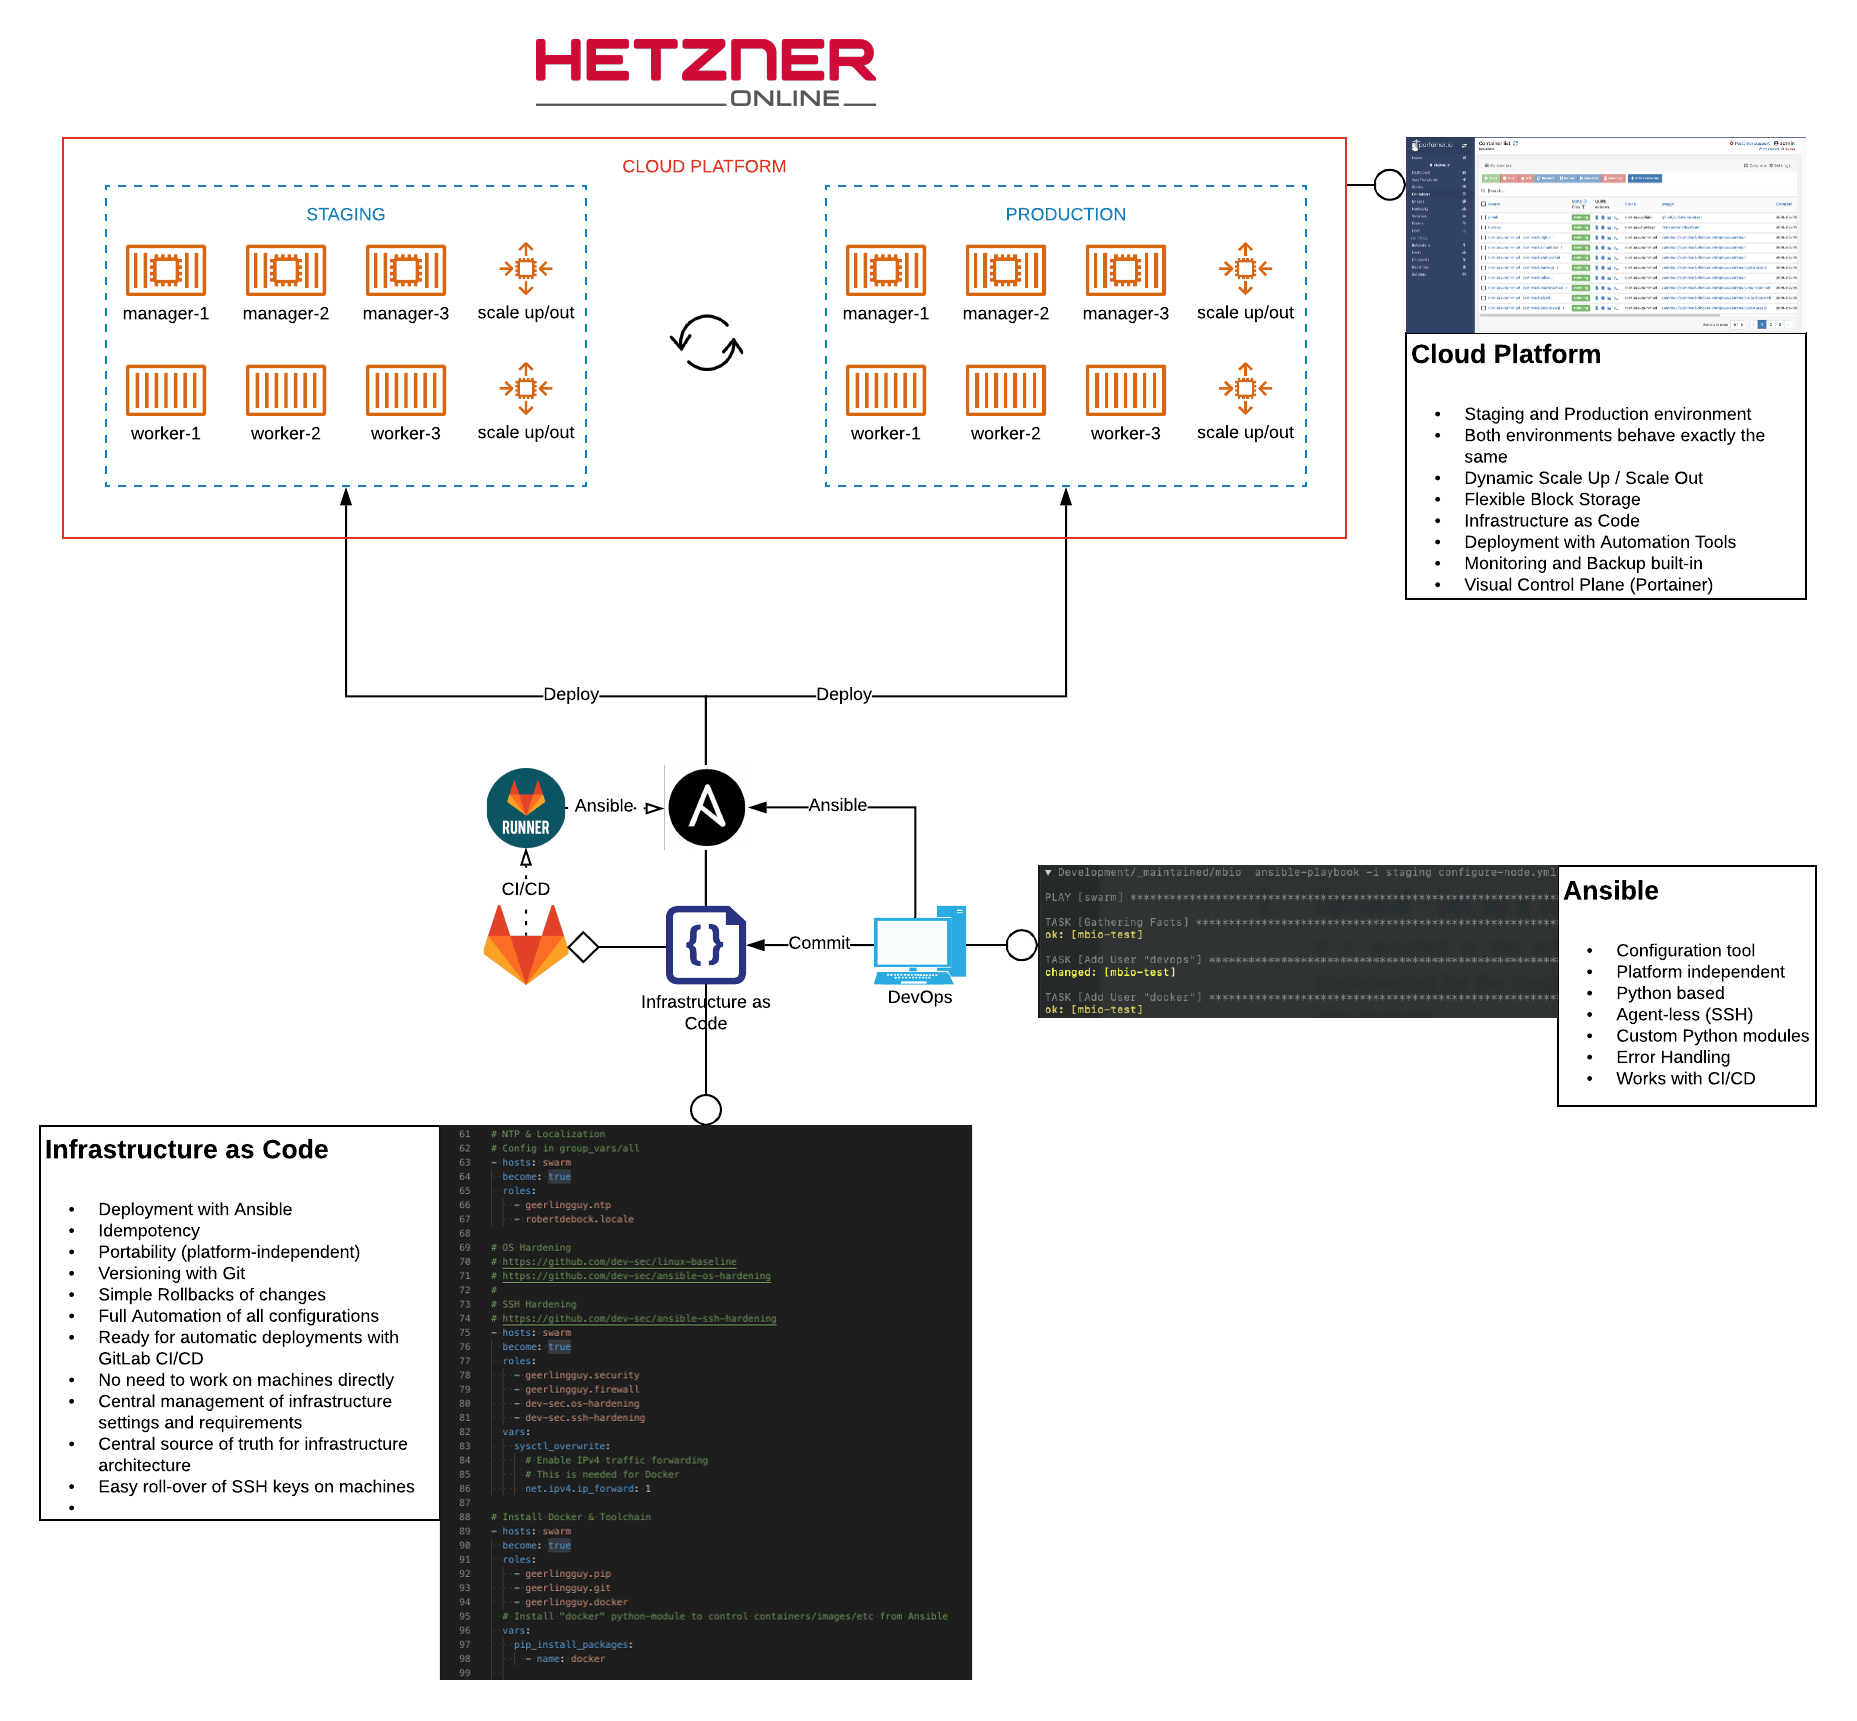 HETZNER
ONLINE
CLOUD PLATFORM
STAGING
manager-1
manager-2
manager-3
scale up/out
worker-1
worker-2
worker-3
scale up/out
PRODUCTION
manager-1
manager-2
manager-3
scale up/out
worker-1
worker-2
worker-3
scale up/out
portainer.io
Container list
Portainer support
admin
Cloud Platform
• Staging and Production environment
• Both environments behave exactly the
same
• Dynamic Scale Up / Scale Out
• Flexible Block Storage
• Infrastructure as Code
• Deployment with Automation Tools
• Monitoring and Backup built-in
• Visual Control Plane (Portainer)
Deploy
Deploy
RUNNER
Ansible
Ansible
CI/CD
Commit
Infrastructure as
Code
DevOps
▼ Development/_maintained/mbio ansible-playbook -i staging configure-node.yml
PLAY [swarm] ****************************************************************
TASK [Gathering Facts] ******************************************************
ok: [mbio-test]
TASK [Add User "devops"] ****************************************************
changed: [mbio-test]
TASK [Add User "docker"] ****************************************************
ok: [mbio-test]
Ansible
• Configuration tool
• Platform independent
• Python based
• Agent-less (SSH)
• Custom Python modules
• Error Handling
• Works with CI/CD
Infrastructure as Code
• Deployment with Ansible
• Idempotency
• Portability (platform-independent)
• Versioning with Git
• Simple Rollbacks of changes
• Full Automation of all configurations
• Ready for automatic deployments with
GitLab CI/CD
• No need to work on machines directly
• Central management of infrastructure
settings and requirements
• Central source of truth for infrastructure
architecture
• Easy roll-over of SSH keys on machines
•
61 # NTP & Localization
62 # Config in group_vars/all
63 - hosts: swarm
64 become: true
65 roles:
66 - geerlingguy.ntp
67 - robertdebock.locale
68
69 # OS Hardening
70 # https://github.com/dev-sec/linux-baseline
71 # https://github.com/dev-sec/ansible-os-hardening
72 #
73 # SSH Hardening
74 # https://github.com/dev-sec/ansible-ssh-hardening
75 - hosts: swarm
76 become: true
77 roles:
78 - geerlingguy.security
79 - geerlingguy.firewall
80 - dev-sec.os-hardening
81 - dev-sec.ssh-hardening
82 vars:
83 sysctl_overwrite:
84 # Enable IPv4 traffic forwarding
85 # This is needed for Docker
86 net.ipv4.ip_forward: 1
87
88 # Install Docker & Toolchain
89 - hosts: swarm
90 become: true
91 roles:
92 - geerlingguy.pip
93 - geerlingguy.git
94 - geerlingguy.docker
95 # Install "docker" python-module to control containers/images/etc from Ansible
96 vars:
97 pip_install_packages:
98 - name: docker
99